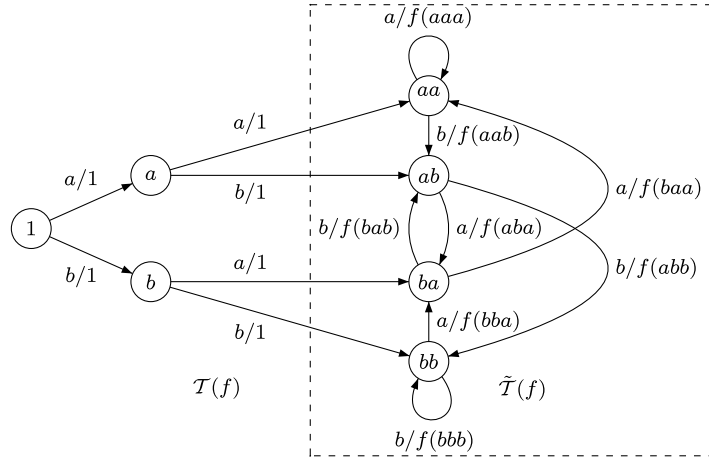 a/f(aaa)
aa
a/1
b/f(aab)
a/1
a
b/1
ab
a/f(baa)
1
b/f(bab)
a/f(aba)
b/1
b
a/1
ba
b/f(abb)
b/1
a/f(bba)
bb
𝒯(f)
𝒯̃(f)
b/f(bbb)